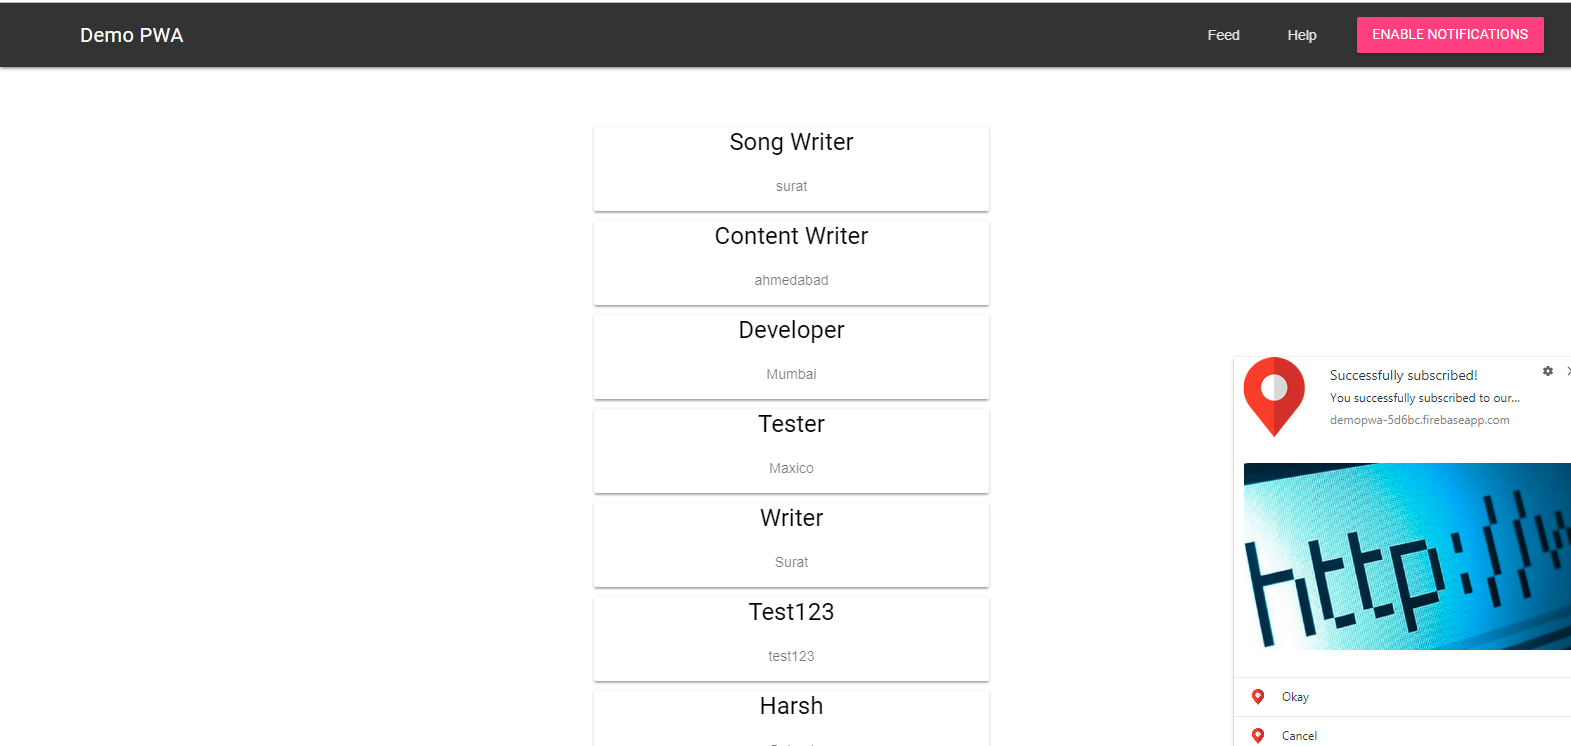 Demo PWA
Feed
Help
ENABLE NOTIFICATIONS
Song Writer
surat
Content Writer
ahmedabad
Developer
Mumbai
Tester
Maxico
Writer
Surat
Test123
test123
Harsh
Successfully subscribed!
You successfully subscribed to our...
demopwa-5d6bc.firebaseapp.com
http://w
Okay
Cancel